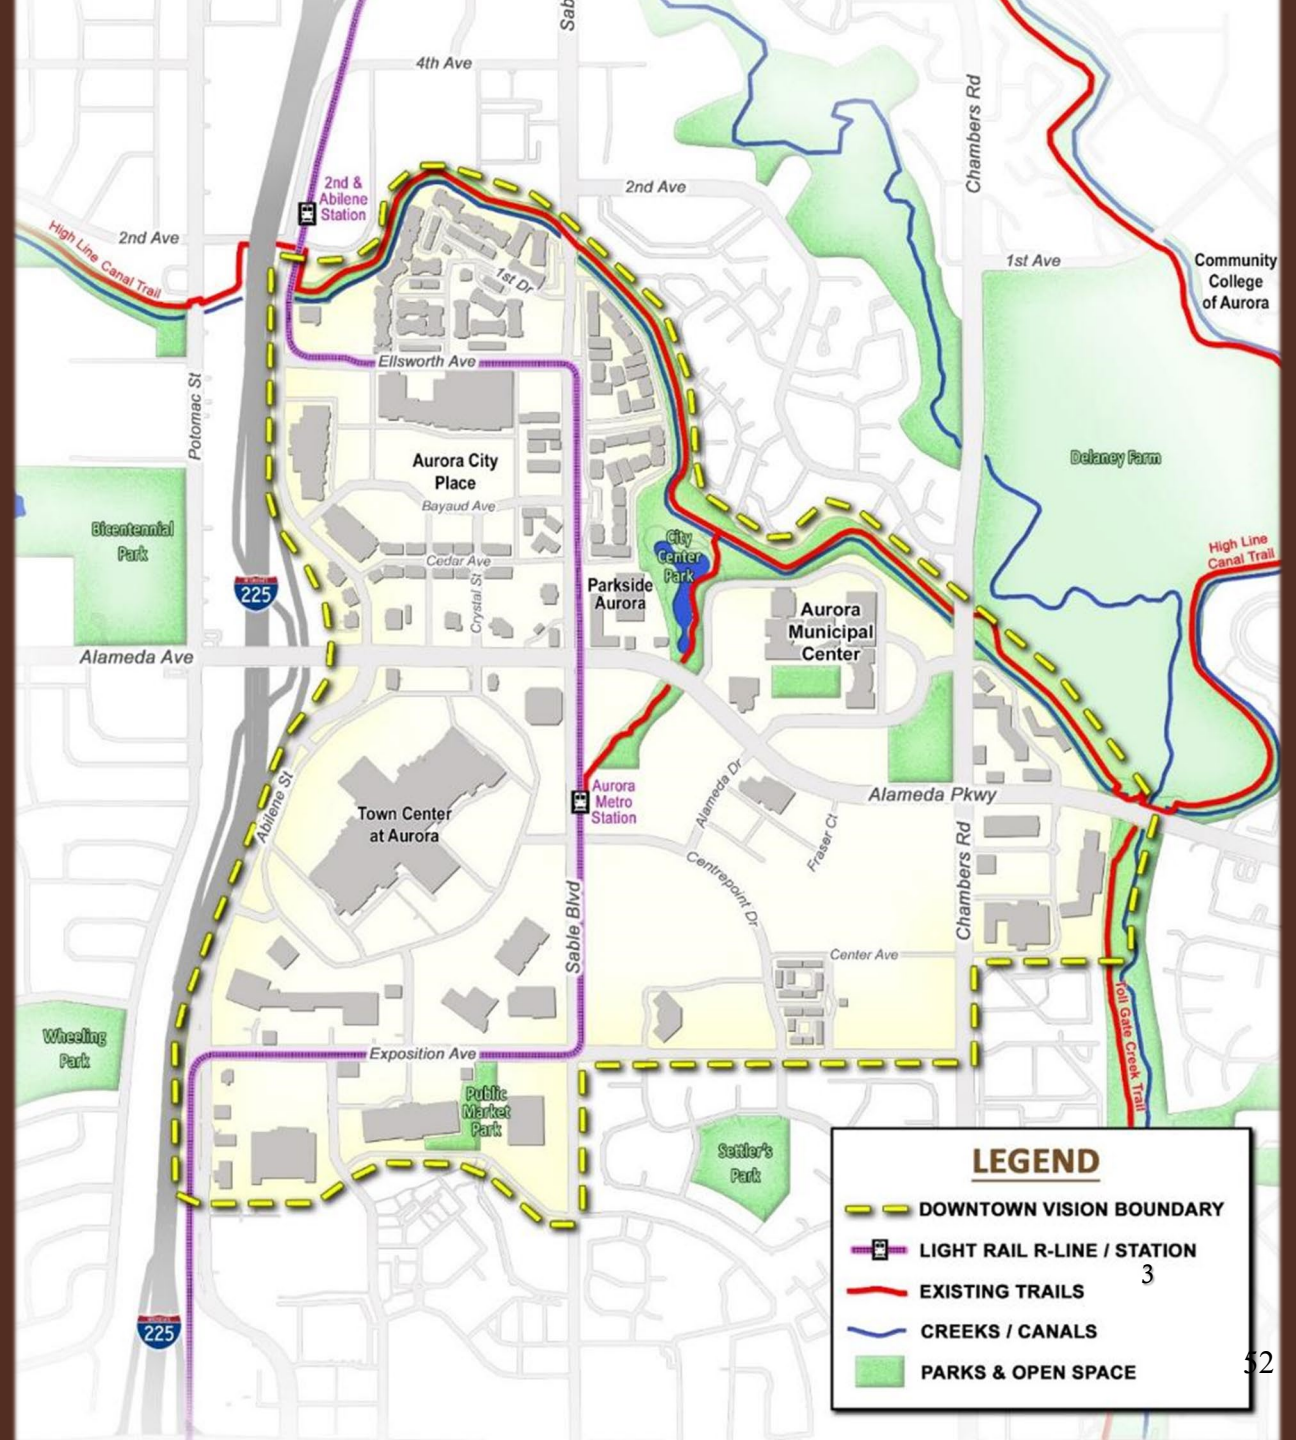 Sab
4th Ave
Chambers Rd
2nd &
Abilene
Station
2nd Ave
2nd Ave
High Line Canal Trail
1st Ave
Community
College
of Aurora
1st Dr
Ellsworth Ave
Potomac St
Aurora City
Place
Delaney Farm
Bayaud Ave
Bicentennial
Park
City
Center
Park
High Line
Canal Trail
Cedar Ave
INTERSTATE
225
Crystal St
Parkside
Aurora
Aurora
Municipal
Center
Alameda Ave
Abilene St
Aurora
Metro
Station
Alameda Dr
Alameda Pkwy
Town Center
at Aurora
Fraser Ct
Centrepoint Dr
Chambers Rd
Sable Blvd
Center Ave
Toll Gate Creek Trail
Wheeling
Park
Exposition Ave
Public
Market
Park
Settler's
Park
INTERSTATE
225
LEGEND
DOWNTOWN VISION BOUNDARY
LIGHT RAIL R-LINE / STATION
3
EXISTING TRAILS
CREEKS / CANALS
52
PARKS & OPEN SPACE